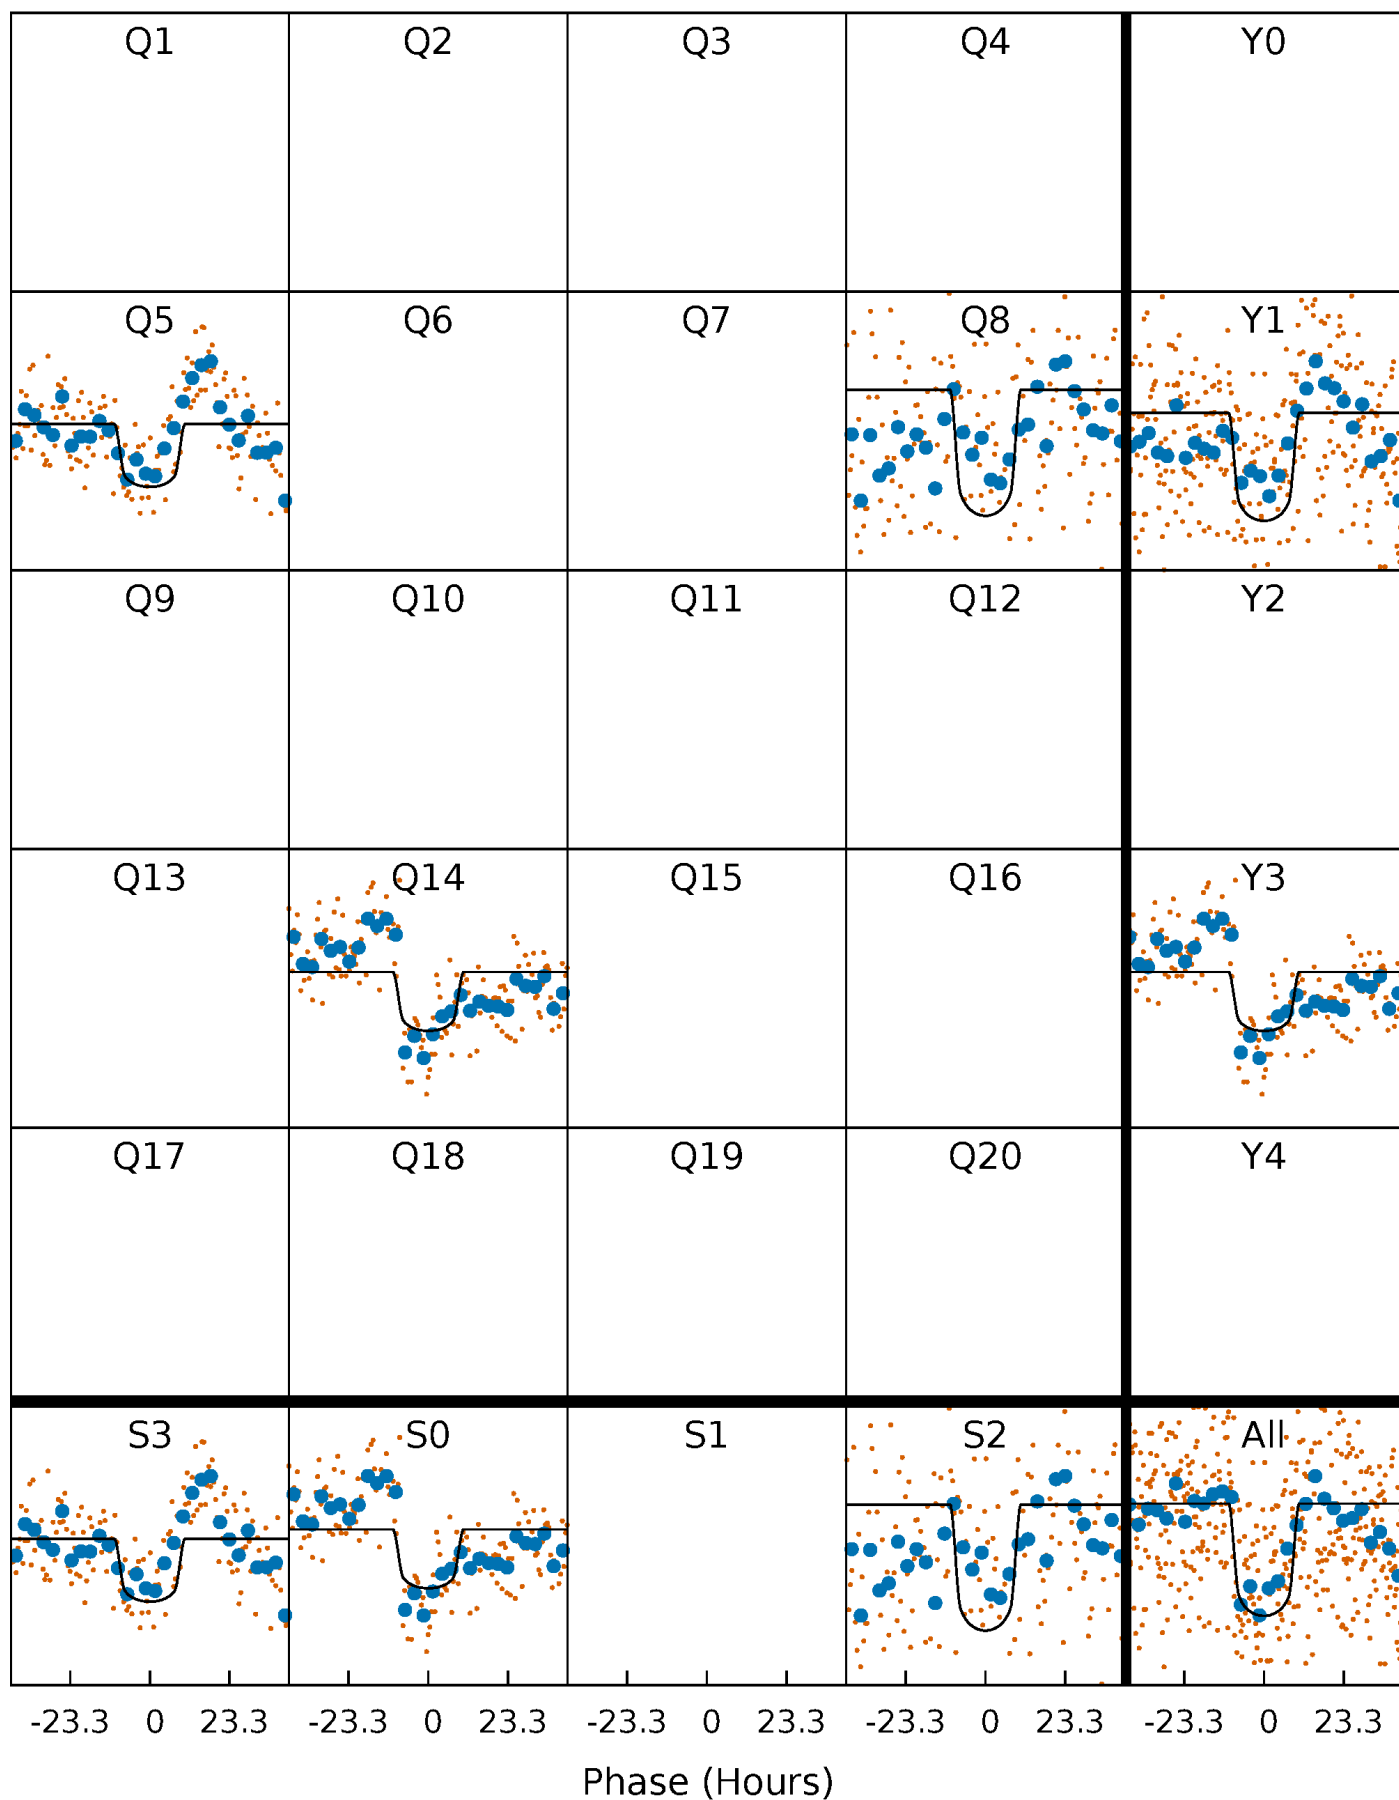 Q1 Q2 Q3 Q4 Y0
Q5 Q6 Q7 Q8 Y1
Q9 Q10 Q11 Q12 Y2
Q13 Q14 Q15 Q16 Y3
Q17 Q18 Q19 Q20 Y4
S3 S0 S1 S2 All
-23.3 0 23.3 -23.3 0 23.3 -23.3 0 23.3 -23.3 0 23.3 -23.3 0 23.3
Phase (Hours)